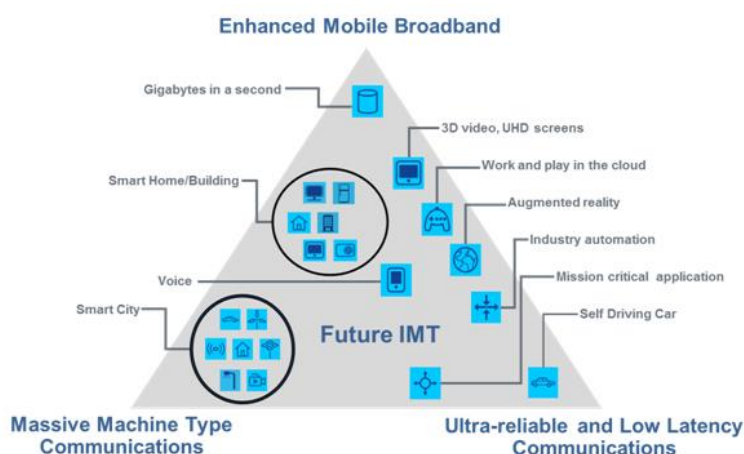 Enhanced Mobile Broadband
Gigabytes in a second
3D video, UHD screens
Smart Home/Building
Work and play in the cloud
Augmented reality
Industry automation
Voice
Mission critical application
Smart City
Self Driving Car
Future IMT
Massive Machine Type
Communications
Ultra-reliable and Low Latency
Communications